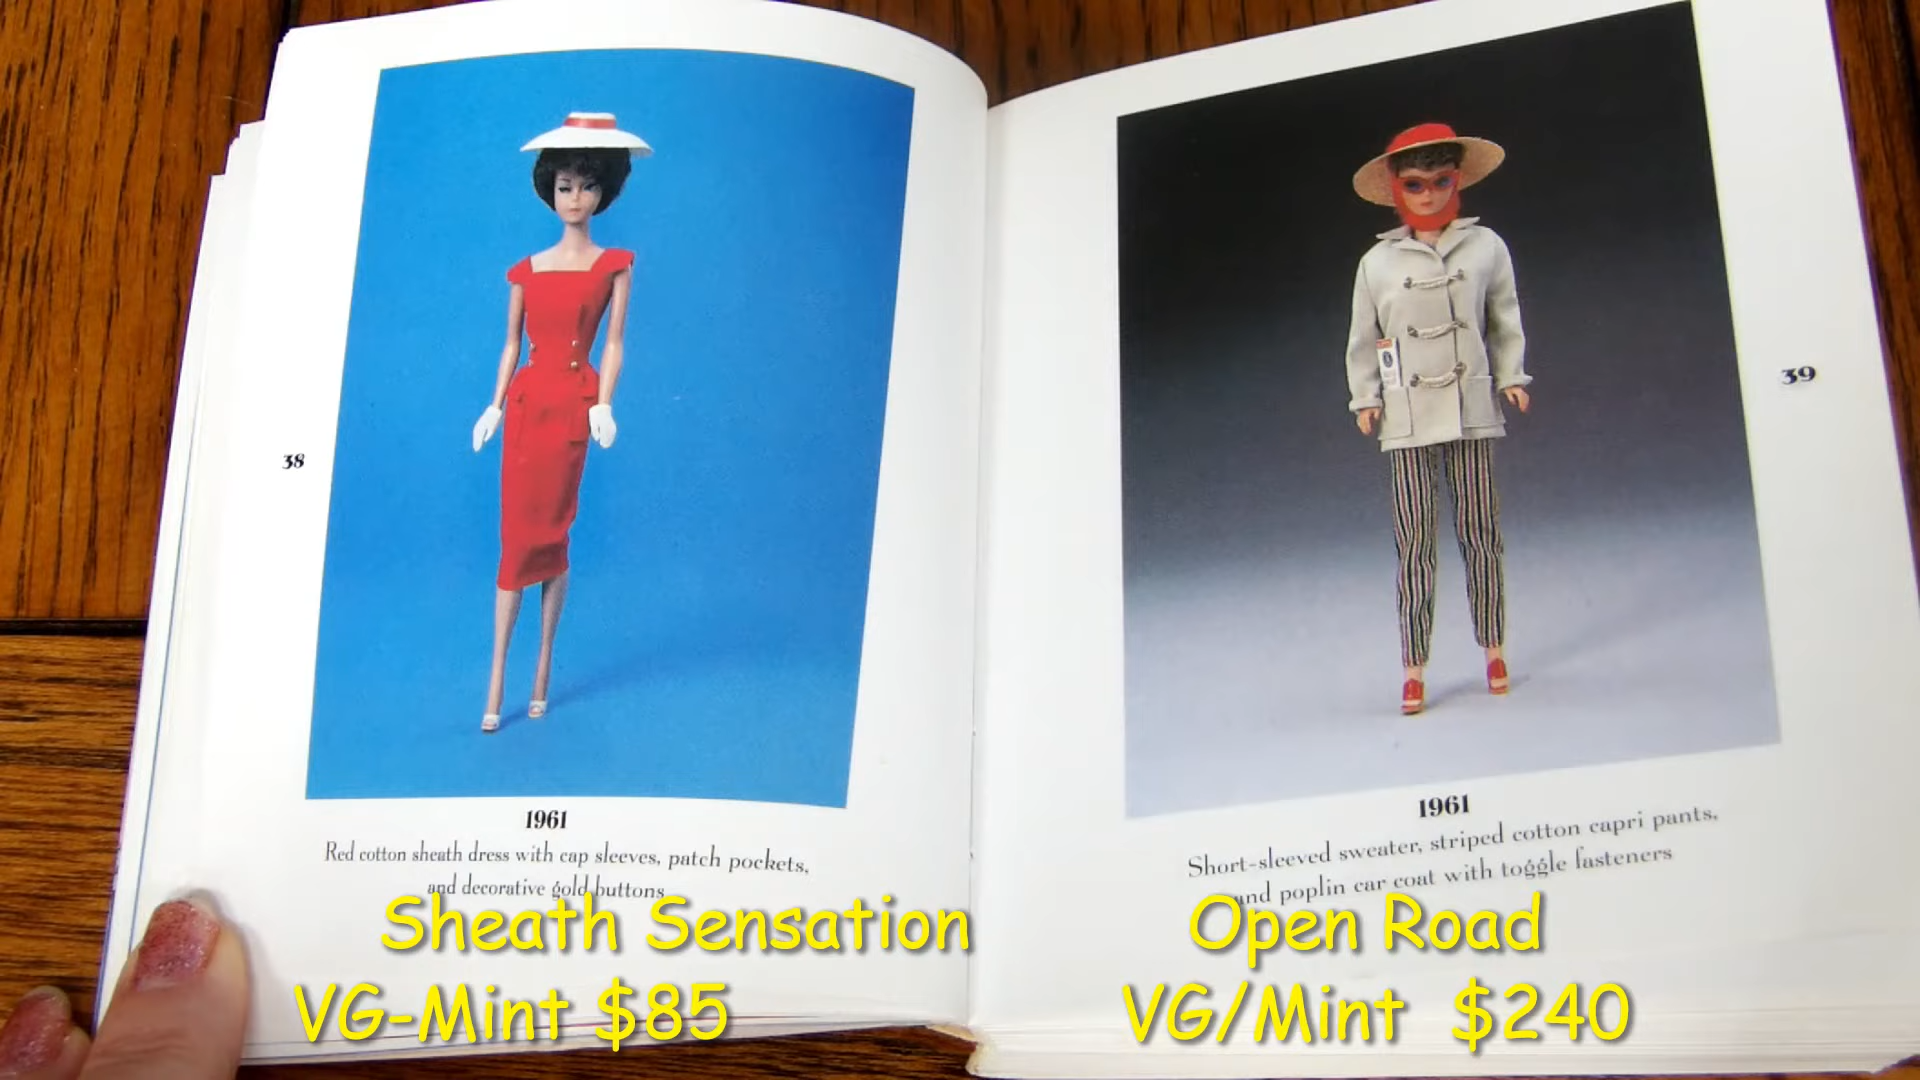 38
1961
Red cotton sheath dress with cap sleeves, patch pockets,
and decorative gold buttons
Sheath Sensation
VG-Mint $85
39
1961
Short-sleeved sweater, striped cotton capri pants,
and poplin car coat with toggle fasteners
Open Road
VG/Mint $240